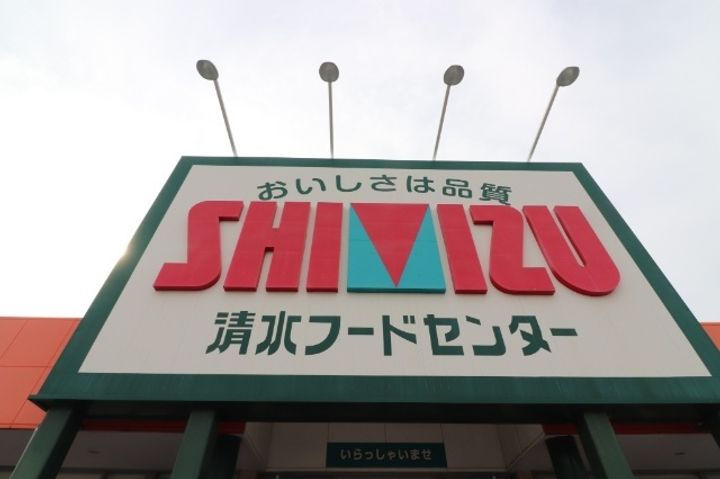 おいしさは品質
SHIMIZU
清水フードセンター
いらっしゃいませ